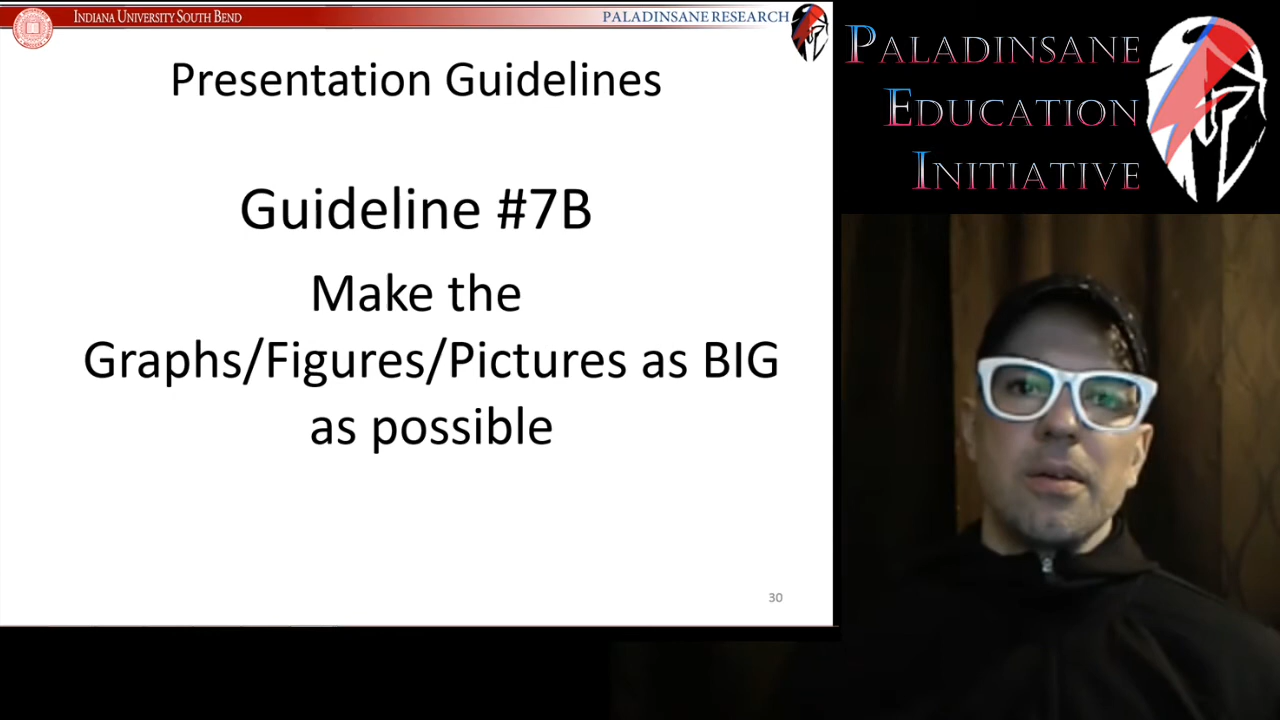 INDIANA UNIVERSITY SOUTH BEND
PALADINSANE RESEARCH
Presentation Guidelines
Guideline #7B
Make the
Graphs/Figures/Pictures as BIG
as possible
30
PALADINSANE
EDUCATION
INITIATIVE